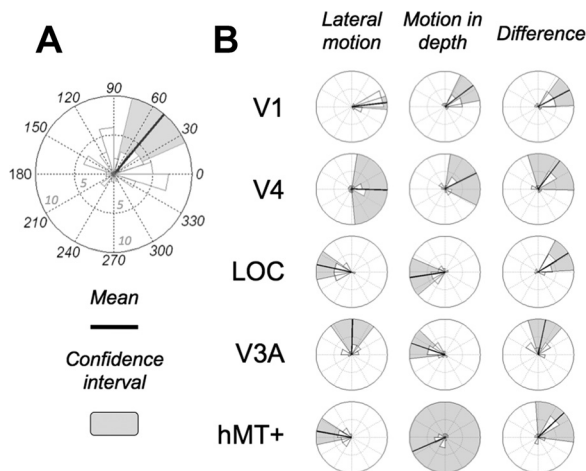 A
90
120
60
150
30
180
0
10
5
5
10
210
330
240
300
270
Mean
Confidence
interval
B
Lateral
motion
Motion in
depth
Difference
V1
V4
LOC
V3A
hMT+